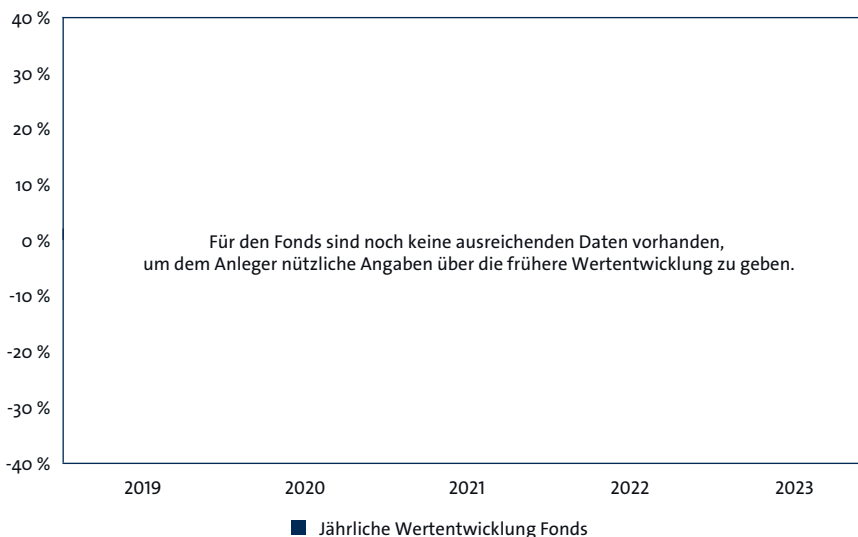 40 %
30 %
20 %
10 %
0 %
-10 %
-20 %
-30 %
-40 %
Für den Fonds sind noch keine ausreichenden Daten vorhanden,
um dem Anleger nützliche Angaben über die frühere Wertentwicklung zu geben.
2019 2020 2021 2022 2023
Jährliche Wertentwicklung Fonds